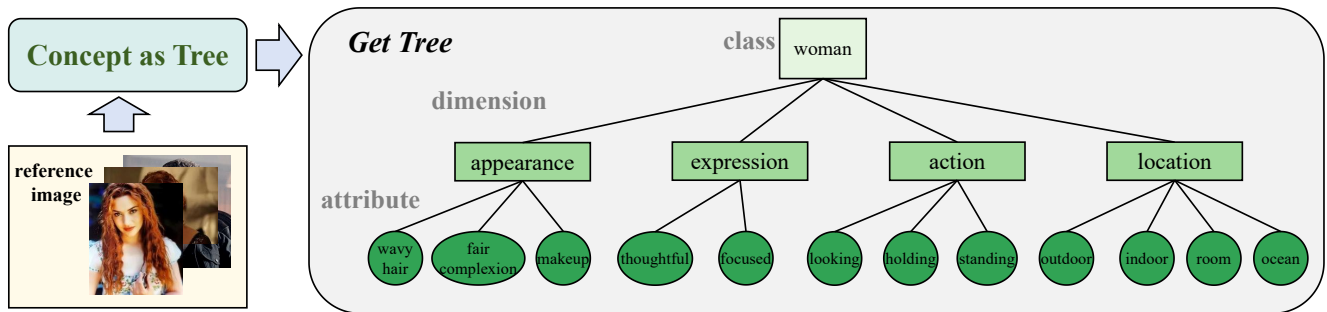 Concept as Tree
reference
image
Get Tree
class
woman
dimension
appearance
expression
action
location
attribute
wavy
hair
fair
complexion
makeup
thoughtful
focused
looking
holding
standing
outdoor
indoor
room
ocean